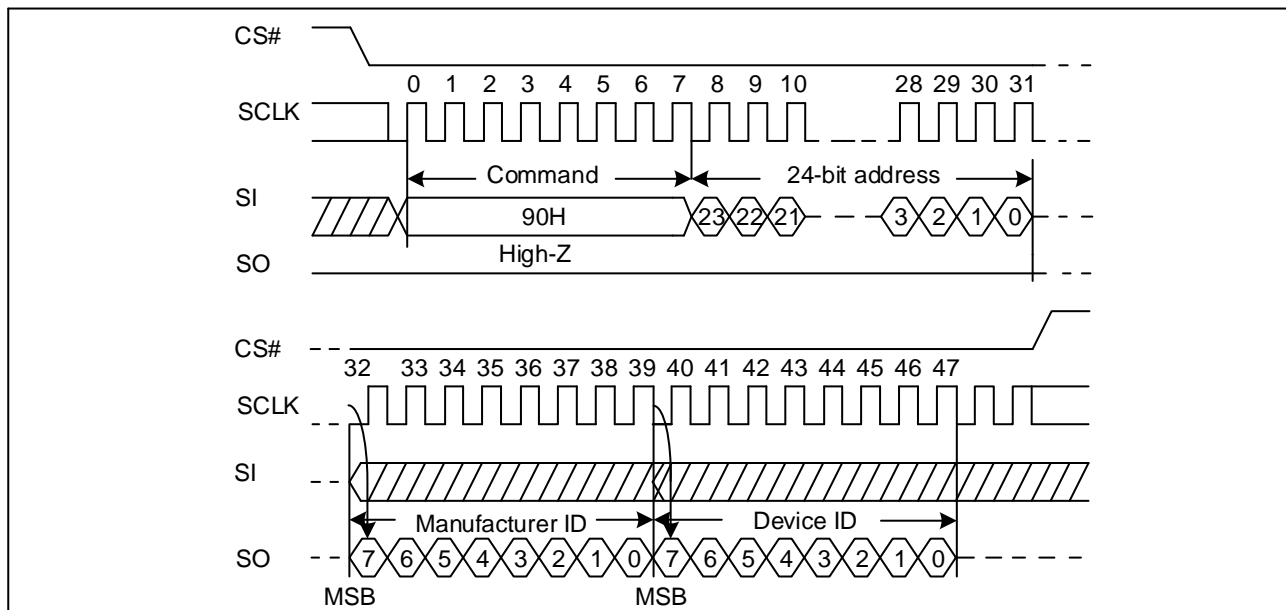 CS#
0 1 2 3 4 5 6 7 8 9 10 28 29 30 31
SCLK
Command 24-bit address
SI
90H 23 22 21 3 2 1 0
High-Z
SO
CS#
32 33 34 35 36 37 38 39 40 41 42 43 44 45 46 47
SCLK
SI
Manufacturer ID Device ID
SO 7 6 5 4 3 2 1 0 7 6 5 4 3 2 1 0
MSB MSB